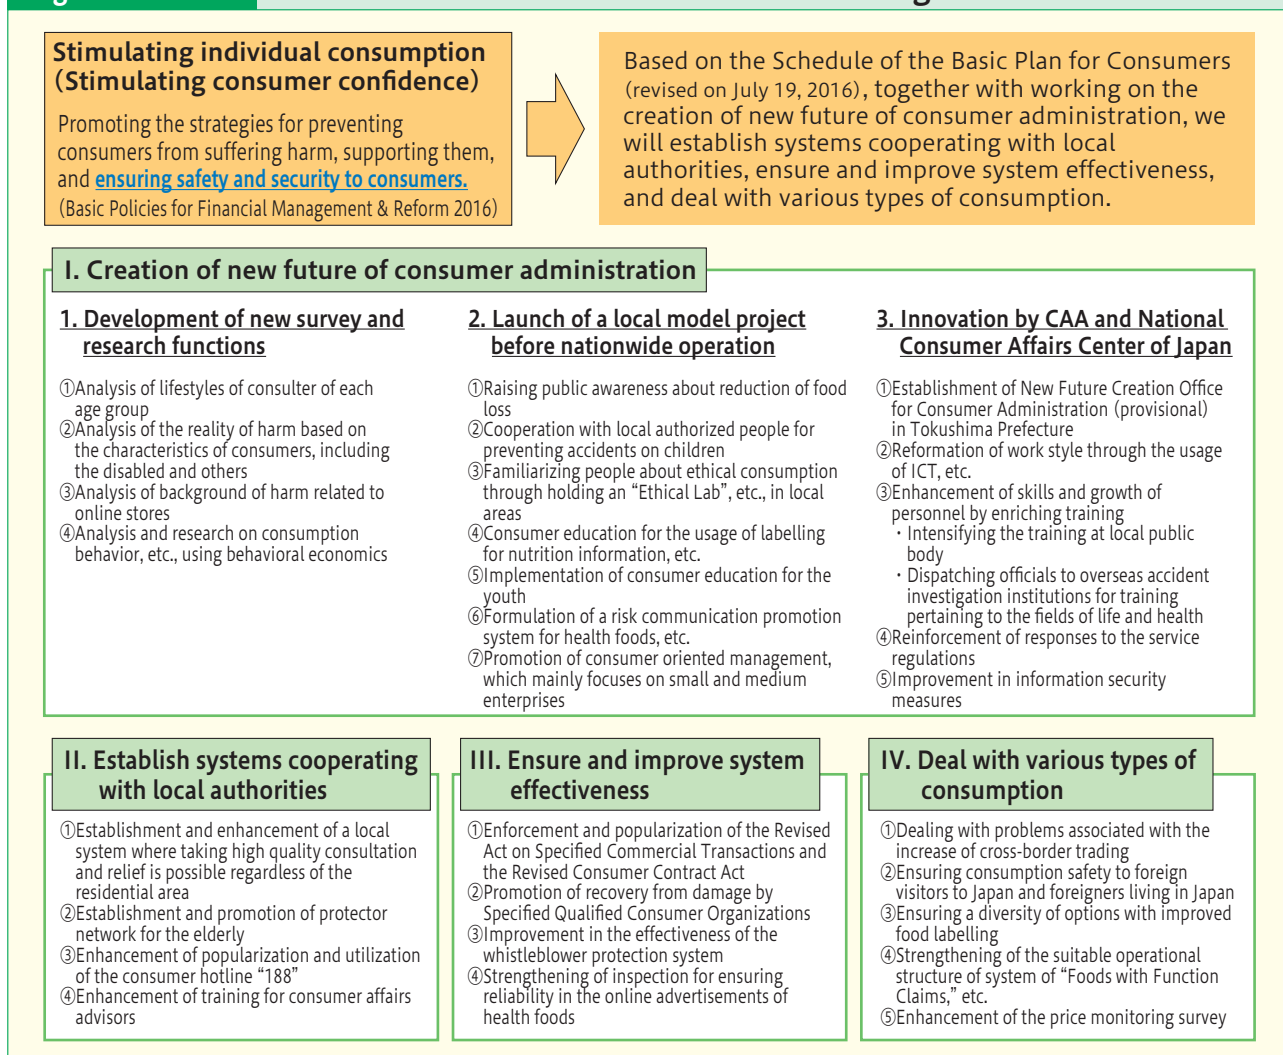 Stimulating individual consumption
(Stimulating consumer confidence)
Promoting the strategies for preventing
consumers from suffering harm, supporting them,
and ensuring safety and security to consumers.
(Basic Policies for Financial Management & Reform 2016)
Based on the Schedule of the Basic Plan for Consumers
(revised on July 19, 2016), together with working on the
creation of new future of consumer administration, we
will establish systems cooperating with local
authorities, ensure and improve system effectiveness,
and deal with various types of consumption.
I. Creation of new future of consumer administration
1. Development of new survey and
research functions
①Analysis of lifestyles of consulter of each
age group
②Analysis of the reality of harm based on
the characteristics of consumers, including
the disabled and others
③Analysis of background of harm related to
online stores
④Analysis and research on consumption
behavior, etc., using behavioral economics
2. Launch of a local model project
before nationwide operation
①Raising public awareness about reduction of food
loss
②Cooperation with local authorized people for
preventing accidents on children
③Familiarizing people about ethical consumption
through holding an “Ethical Lab”, etc., in local
areas
④Consumer education for the usage of labelling
for nutrition information, etc.
⑤Implementation of consumer education for the
youth
⑥Formulation of a risk communication promotion
system for health foods, etc.
⑦Promotion of consumer oriented management,
which mainly focuses on small and medium
enterprises
3. Innovation by CAA and National
Consumer Affairs Center of Japan
①Establishment of New Future Creation Office
for Consumer Administration (provisional)
in Tokushima Prefecture
②Reformation of work style through the usage
of ICT, etc.
③Enhancement of skills and growth of
personnel by enriching training
・Intensifying the training at local public
body
・Dispatching officials to overseas accident
investigation institutions for training
pertaining to the fields of life and health
④Reinforcement of responses to the service
regulations
⑤Improvement in information security
measures
II. Establish systems cooperating
with local authorities
①Establishment and enhancement of a local
system where taking high quality consultation
and relief is possible regardless of the
residential area
②Establishment and promotion of protector
network for the elderly
③Enhancement of popularization and utilization
of the consumer hotline “188”
④Enhancement of training for consumer affairs
advisors
III. Ensure and improve system
effectiveness
①Enforcement and popularization of the Revised
Act on Specified Commercial Transactions and
the Revised Consumer Contract Act
②Promotion of recovery from damage by
Specified Qualified Consumer Organizations
③Improvement in the effectiveness of the
whistleblower protection system
④Strengthening of inspection for ensuring
reliability in the online advertisements of
health foods
IV. Deal with various types of
consumption
①Dealing with problems associated with the
increase of cross-border trading
②Ensuring consumption safety to foreign
visitors to Japan and foreigners living in Japan
③Ensuring a diversity of options with improved
food labelling
④Strengthening of the suitable operational
structure of system of “Foods with Function
Claims,” etc.
⑤Enhancement of the price monitoring survey